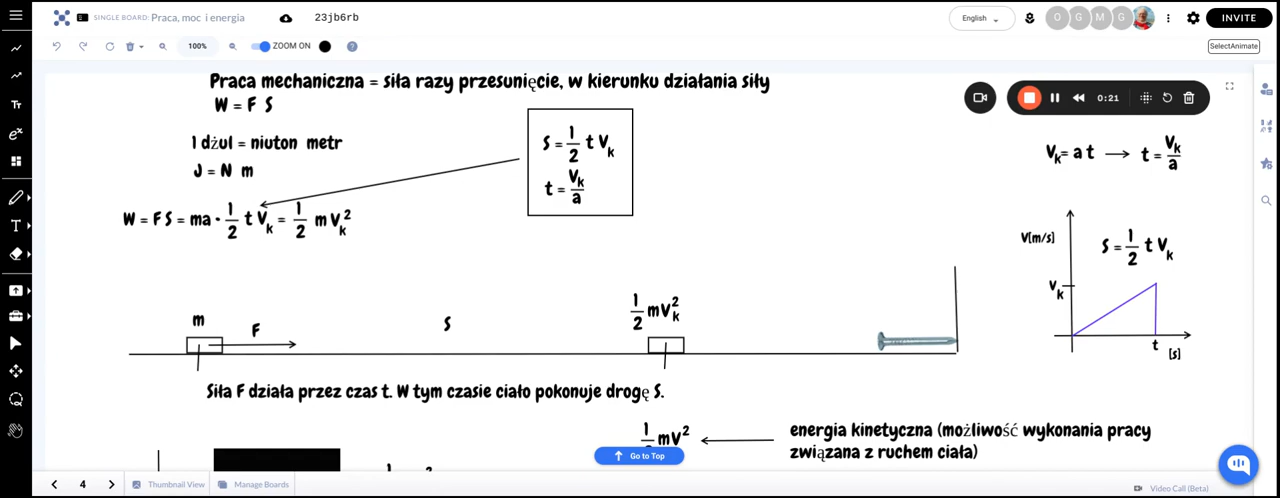 SINGLE BOARD: Praca, moc i energia
23jb6rb
English
O G M G
INVITE
100%
ZOOM ON
SelectAnimate
Praca mechaniczna = siła razy przesunięcie, w kierunku działania siły
W = F S
0:21
1 dżul = niuton metr
J = N m
S = 1/2 t Vk
t = Vk/a
Vk = a t → t = Vk/a
W = F S = ma · 1/2 t Vk = 1/2 m Vk²
V[m/s]
S = 1/2 t Vk
Vk
t
[s]
m
F
S
1/2 mVk²
Siła F działa przez czas t. W tym czasie ciało pokonuje drogę S.
1/2 mV²
energia kinetyczna (możliwość wykonania pracy
związana z ruchem ciała)
Go to Top
4
Thumbnail View
Manage Boards
Video Call (Beta)